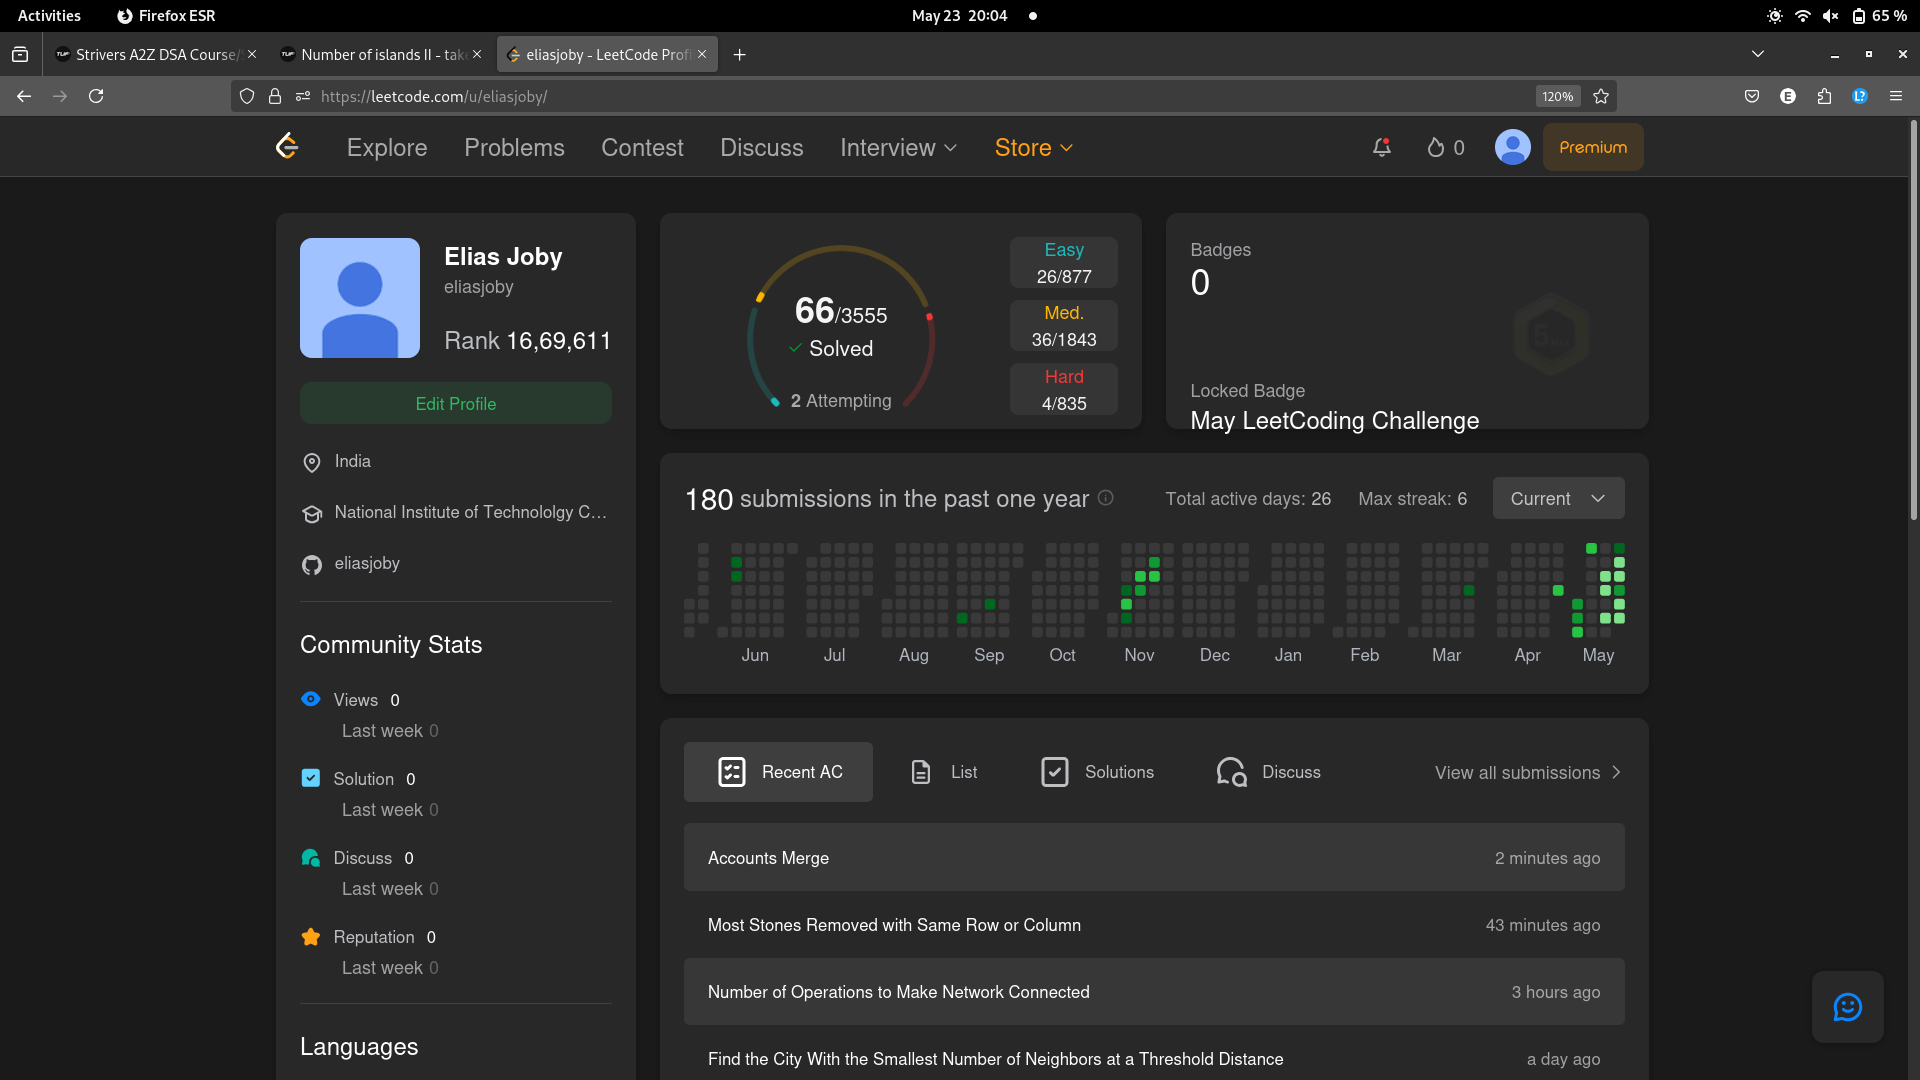 Activities Firefox ESR May 23 20:04 65 %
Strivers A2Z DSA Course/ Number of islands II - tak eliasjoby - LeetCode Prof
https://leetcode.com/u/eliasjoby/ 120%
Explore Problems Contest Discuss Interview Store 0 Premium
Elias Joby
eliasjoby
Rank 16,69,611
Edit Profile
India
National Institute of Technololgy C...
eliasjoby
Community Stats
Views 0
Last week 0
Solution 0
Last week 0
Discuss 0
Last week 0
Reputation 0
Last week 0
Languages
66/3555
Solved
2 Attempting
Easy
26/877
Med.
36/1843
Hard
4/835
Badges
0
Locked Badge
May LeetCoding Challenge
180 submissions in the past one year Total active days: 26 Max streak: 6 Current
Jun Jul Aug Sep Oct Nov Dec Jan Feb Mar Apr May
Recent AC List Solutions Discuss View all submissions
Accounts Merge 2 minutes ago
Most Stones Removed with Same Row or Column 43 minutes ago
Number of Operations to Make Network Connected 3 hours ago
Find the City With the Smallest Number of Neighbors at a Threshold Distance a day ago